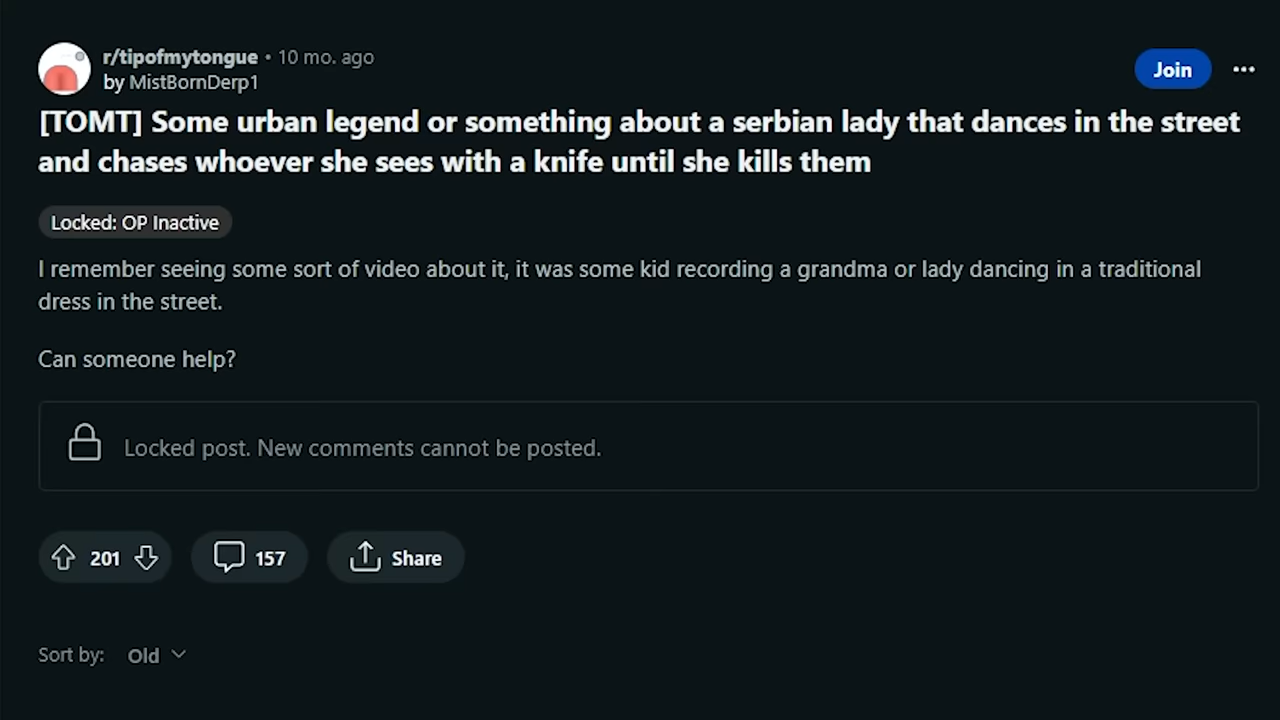 r/tipofmytongue • 10 mo. ago
by MistBornDerp1
Join
[TOMT] Some urban legend or something about a serbian lady that dances in the street
and chases whoever she sees with a knife until she kills them
Locked: OP Inactive
I remember seeing some sort of video about it, it was some kid recording a grandma or lady dancing in a traditional
dress in the street.
Can someone help?
Locked post. New comments cannot be posted.
201
157
Share
Sort by: Old